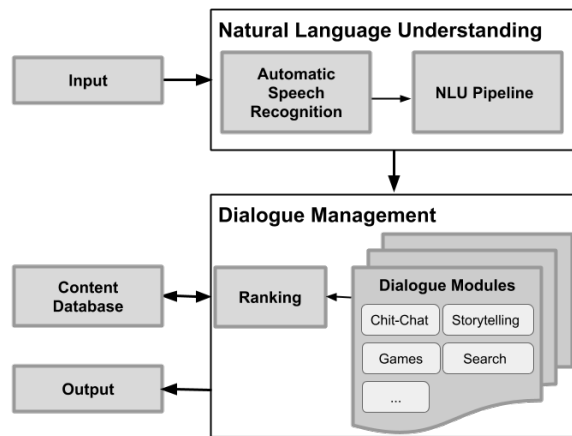 Natural Language Understanding
Input
Automatic
Speech
Recognition
NLU Pipeline
Dialogue Management
Content
Database
Ranking
Dialogue Modules
Chit-Chat
Storytelling
Games
Search
...
Output